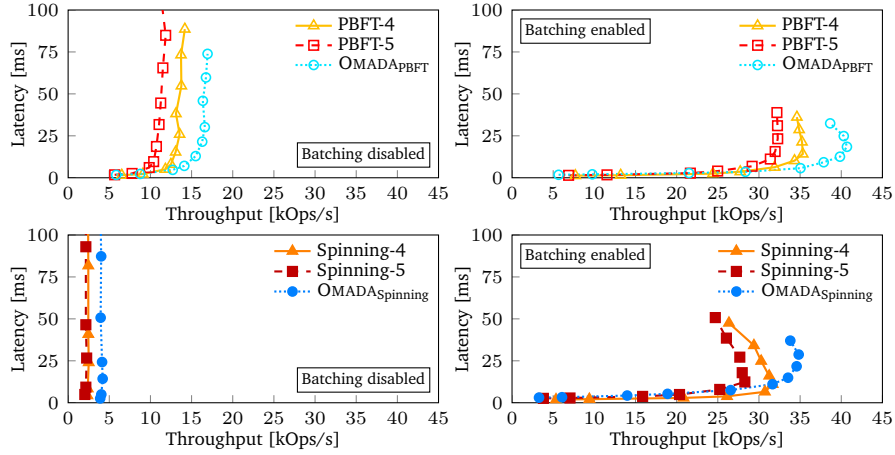 100
75
50
25
0
Latency [ms]
PBFT-4
PBFT-5
OMADAPBFT
Batching disabled
0 5 10 15 20 25 30 35 40 45
Throughput [kOps/s]
100
75
50
25
0
Latency [ms]
Batching enabled
PBFT-4
PBFT-5
OMADAPBFT
0 5 10 15 20 25 30 35 40 45
Throughput [kOps/s]
100
75
50
25
0
Latency [ms]
Spinning-4
Spinning-5
OMADASpinning
Batching disabled
0 5 10 15 20 25 30 35 40 45
Throughput [kOps/s]
100
75
50
25
0
Latency [ms]
Batching enabled
Spinning-4
Spinning-5
OMADASpinning
0 5 10 15 20 25 30 35 40 45
Throughput [kOps/s]